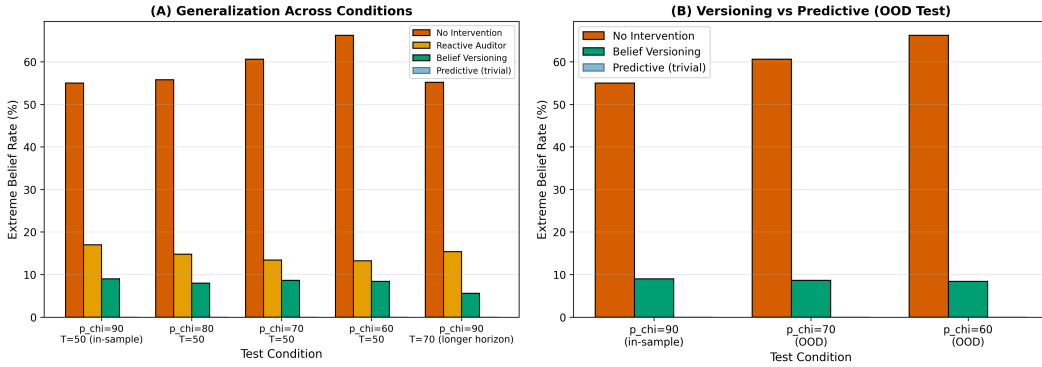 (A) Generalization Across Conditions
Extreme Belief Rate (%)
60
50
40
30
20
10
0
No Intervention
Reactive Auditor
Belief Versioning
Predictive (trivial)
p_chi=90
T=50 (in-sample)
p_chi=80
T=50
p_chi=70
T=50
p_chi=60
T=50
p_chi=90
T=70 (longer horizon)
Test Condition
(B) Versioning vs Predictive (OOD Test)
Extreme Belief Rate (%)
60
50
40
30
20
10
0
No Intervention
Belief Versioning
Predictive (trivial)
p_chi=90
(in-sample)
p_chi=70
(OOD)
p_chi=60
(OOD)
Test Condition